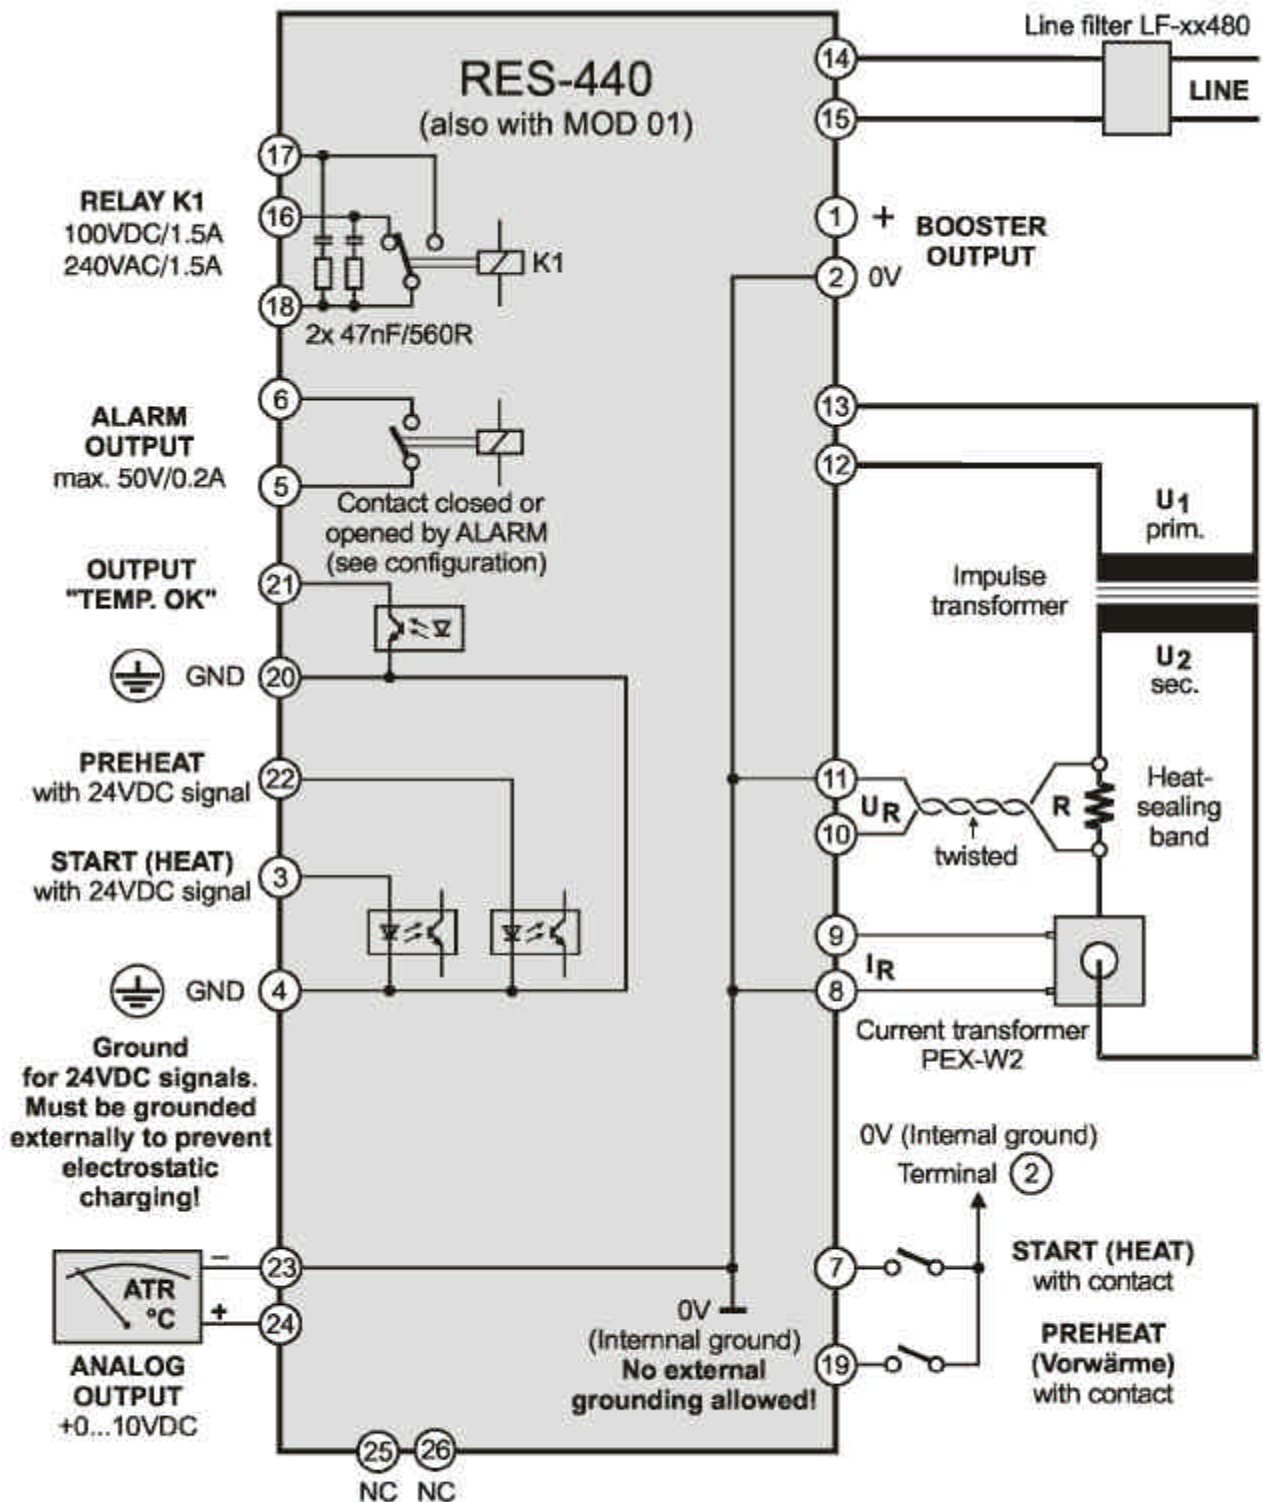 Line filter LF-xx480
RES-440
(also with MOD 01)
14
LINE
15
17
RELAY K1
100VDC/1.5A
240VAC/1.5A
16
K1
18
2x 47nF/560R
1
+
BOOSTER
OUTPUT
2
0V
6
ALARM
OUTPUT
max. 50V/0.2A
5
Contact closed or
opened by ALARM
(see configuration)
13
12
U1
prim.
OUTPUT
"TEMP. OK"
21
Impulse
transformer
U2
sec.
GND
20
PREHEAT
with 24VDC signal
22
11
UR
10
twisted
R
Heat-
sealing
band
START (HEAT)
with 24VDC signal
3
9
IR
8
GND
4
Current transformer
PEX-W2
Ground
for 24VDC signals.
Must be grounded
externally to prevent
electrostatic
charging!
0V (Internal ground)
Terminal 2
ATR
°C
–
23
+
24
ANALOG
OUTPUT
+0...10VDC
0V
(Internnal ground)
No external
grounding allowed!
7
START (HEAT)
with contact
19
PREHEAT
(Vorwärme)
with contact
25
26
NC
NC